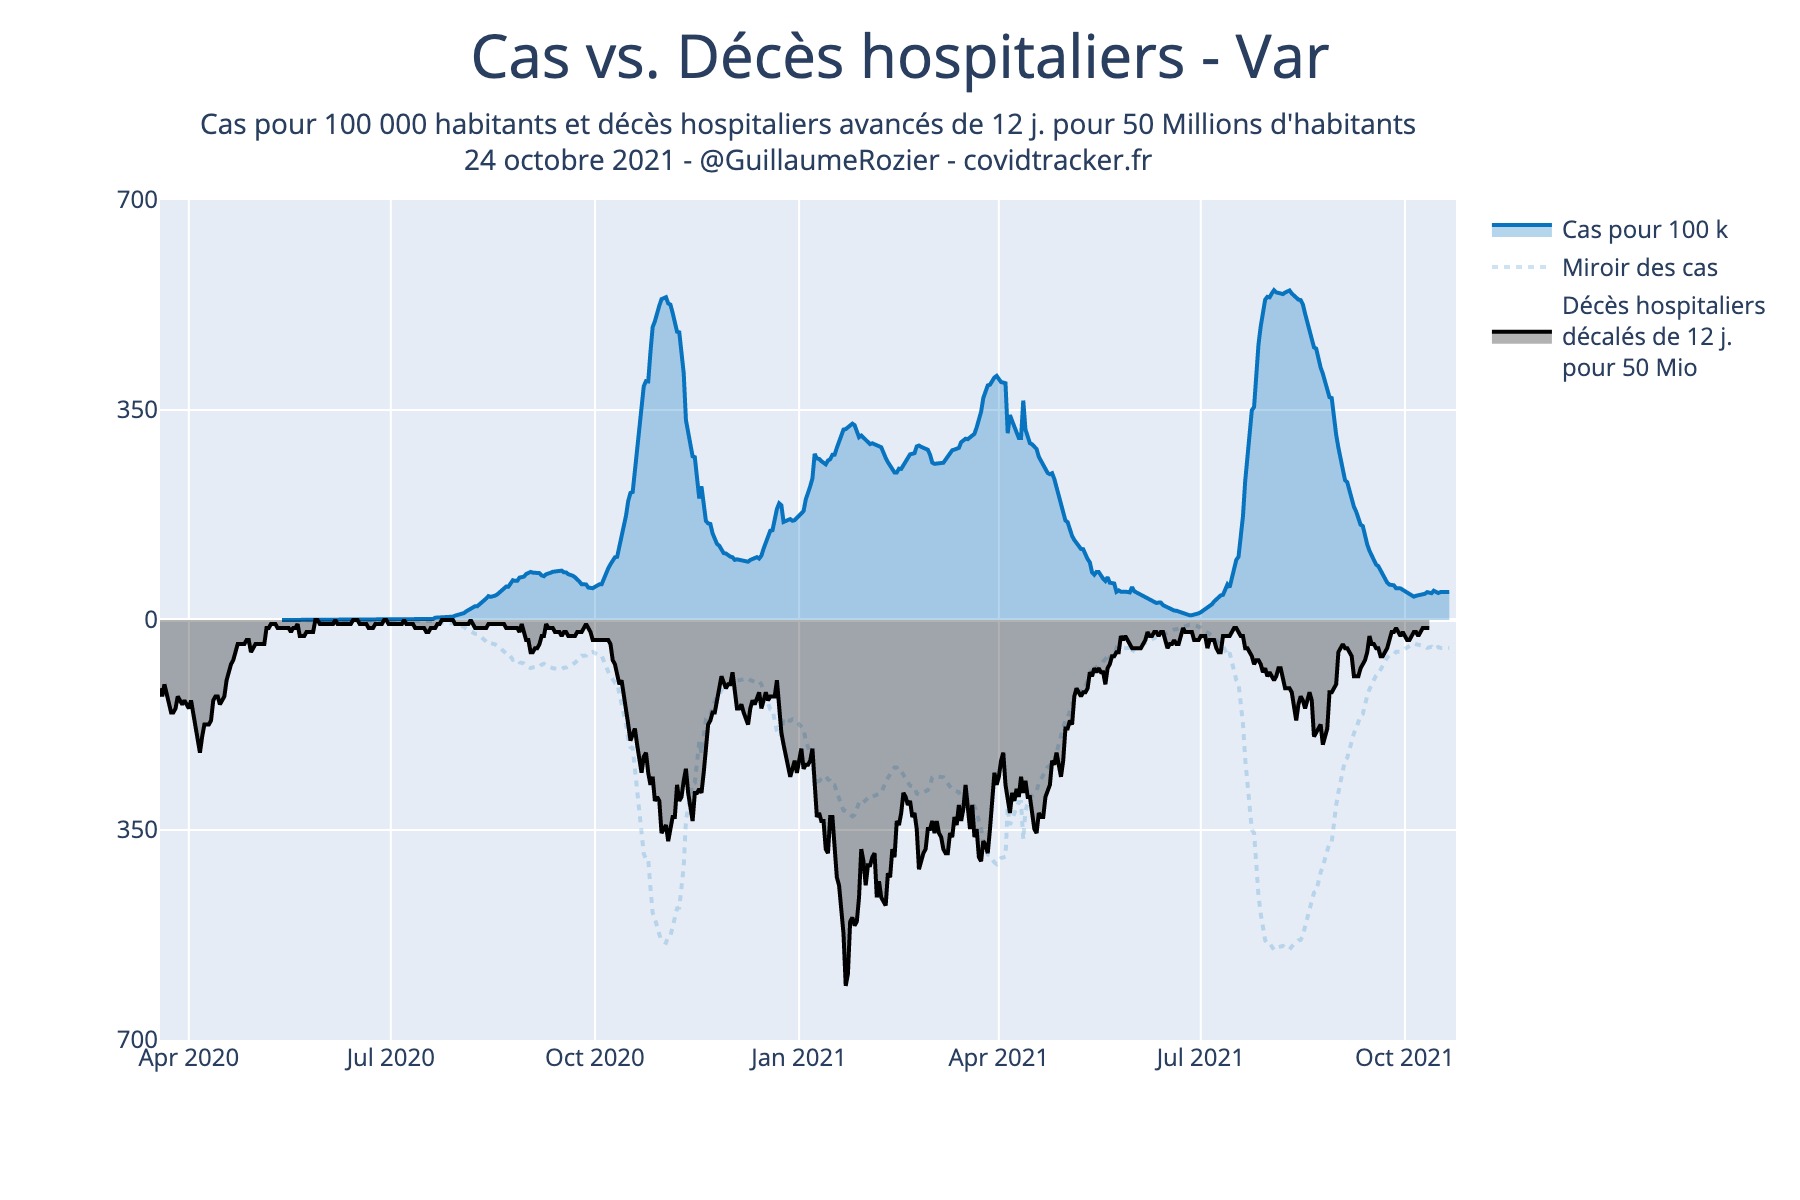 Cas vs. Décès hospitaliers - Var
Cas pour 100 000 habitants et décès hospitaliers avancés de 12 j. pour 50 Millions d'habitants
24 octobre 2021 - @GuillaumeRozier - covidtracker.fr
700
350
0
350
700
Apr 2020
Jul 2020
Oct 2020
Jan 2021
Apr 2021
Jul 2021
Oct 2021
Cas pour 100 k
Miroir des cas
Décès hospitaliers
décalés de 12 j.
pour 50 Mio